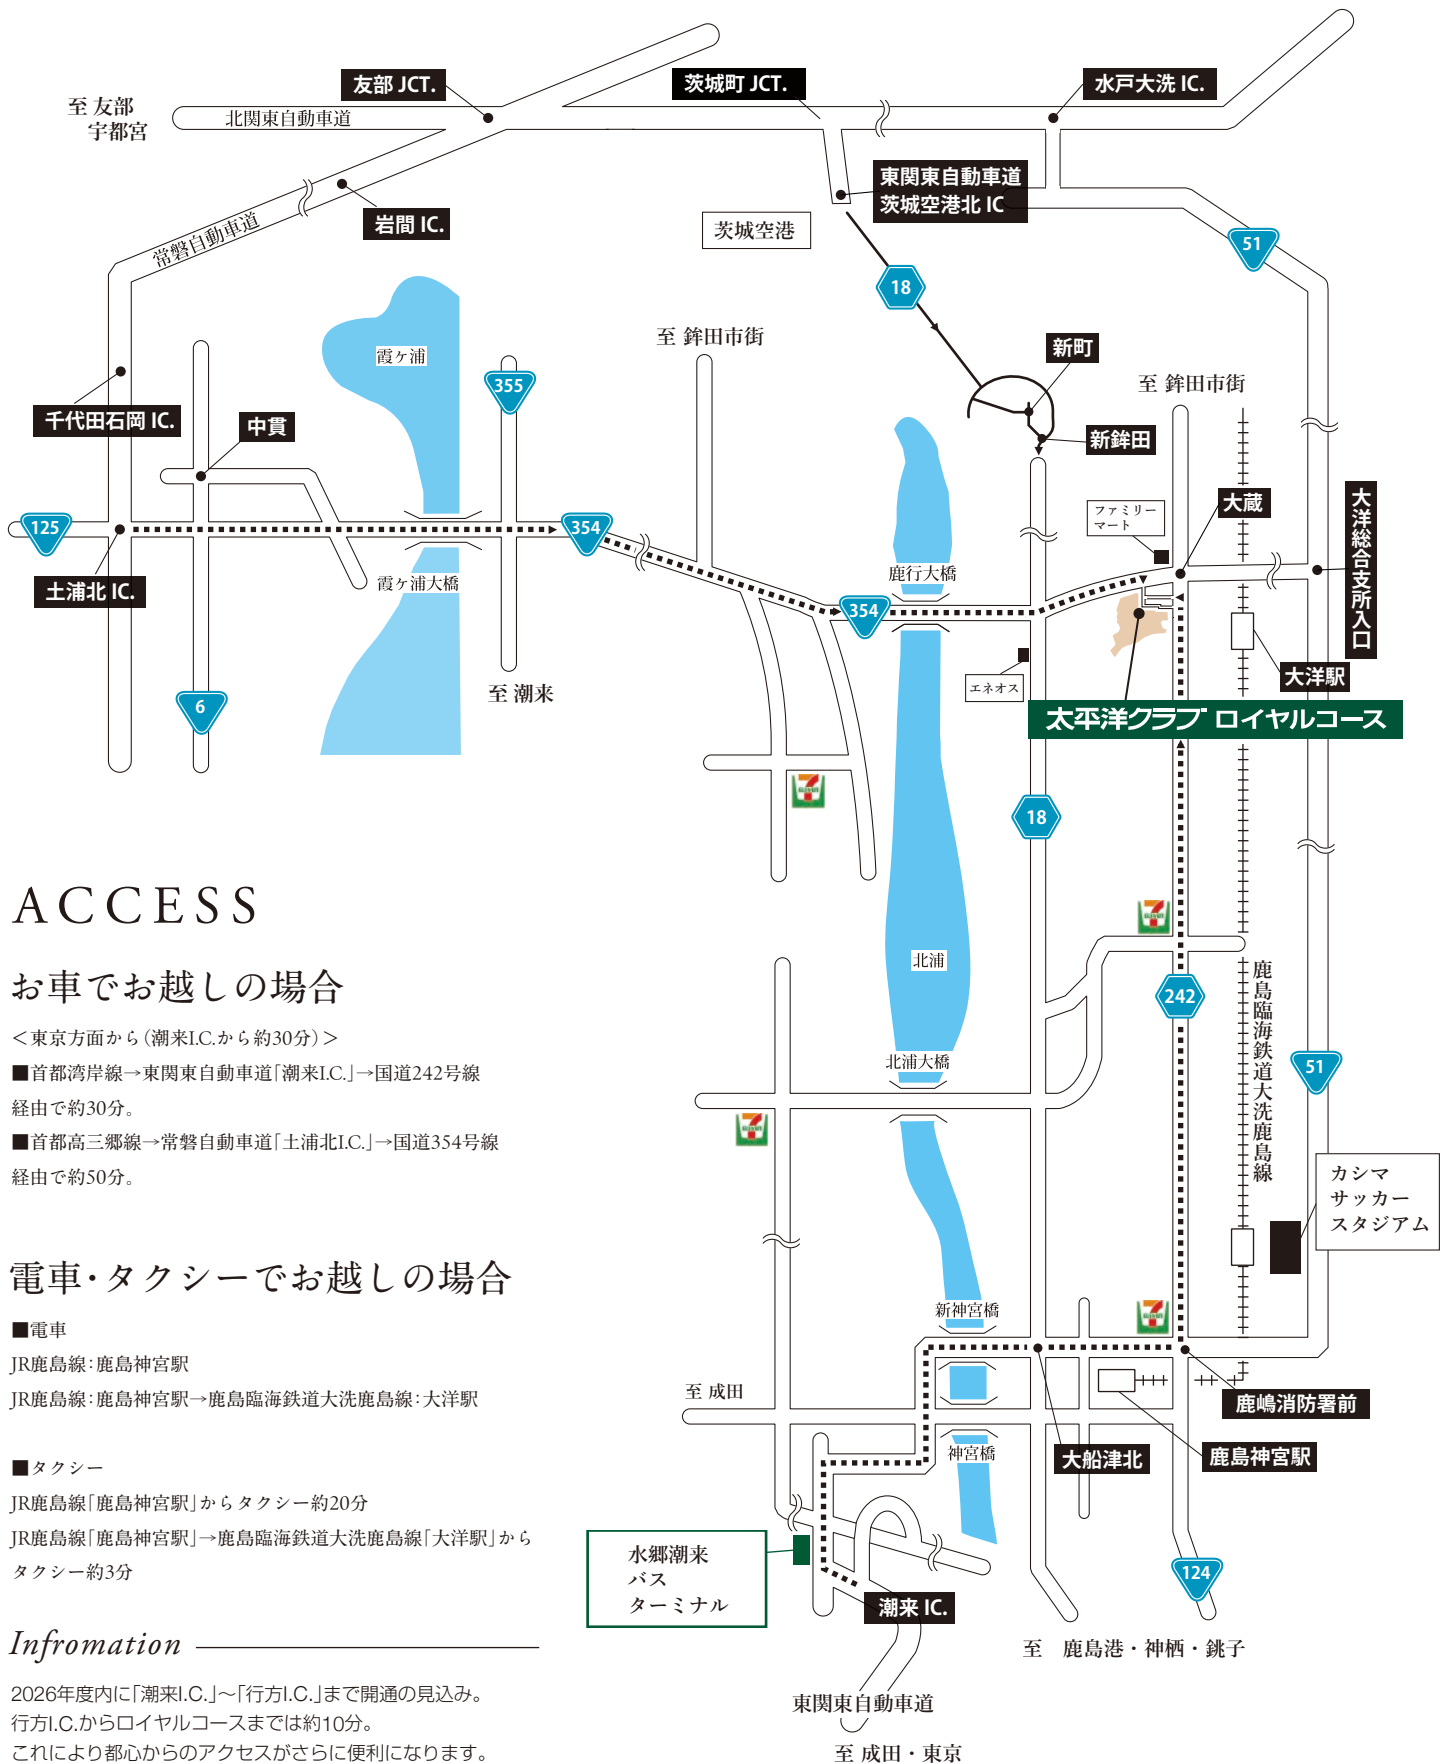 友部 JCT.
茨城町 JCT.
水戸大洗 IC.
至 友部
宇都宮
北関東自動車道
東関東自動車道
茨城空港北 IC
岩間 IC.
茨城空港
常磐自動車道
51
18
霞ヶ浦
至 鉾田市街
新町
355
至 鉾田市街
千代田石岡 IC.
中貫
新鉾田
大蔵
大洋総合支所入口
ファミリー
マート
125
354
土浦北 IC.
霞ヶ浦大橋
鹿行大橋
354
大洋駅
エネオス
至 潮来
6
太平洋クラブ ロイヤルコース
7
ELEVEN
18
ACCESS
7
ELEVEN
お車でお越しの場合
北浦
242
鹿島臨海鉄道大洗鹿島線
<東京方面から(潮来I.C.から約30分)>
■首都湾岸線→東関東自動車道「潮来I.C.」→国道242号線
経由で約30分。
■首都高三郷線→常磐自動車道「土浦北I.C.」→国道354号線
経由で約50分。
北浦大橋
51
7
ELEVEN
カシマ
サッカー
スタジアム
電車・タクシーでお越しの場合
■電車
JR鹿島線:鹿島神宮駅
JR鹿島線:鹿島神宮駅→鹿島臨海鉄道大洗鹿島線:大洋駅
新神宮橋
7
ELEVEN
至 成田
鹿嶋消防署前
神宮橋
大船津北
鹿島神宮駅
■タクシー
JR鹿島線「鹿島神宮駅」からタクシー約20分
JR鹿島線「鹿島神宮駅」→鹿島臨海鉄道大洗鹿島線「大洋駅」から
タクシー約3分
水郷潮来
バス
ターミナル
124
潮来 IC.
至 鹿島港・神栖・銚子
Infromation
2026年度内に「潮来I.C.」〜「行方I.C.」まで開通の見込み。
行方I.C.からロイヤルコースまでは約10分。
これにより都心からのアクセスがさらに便利になります。
東関東自動車道
至 成田・東京